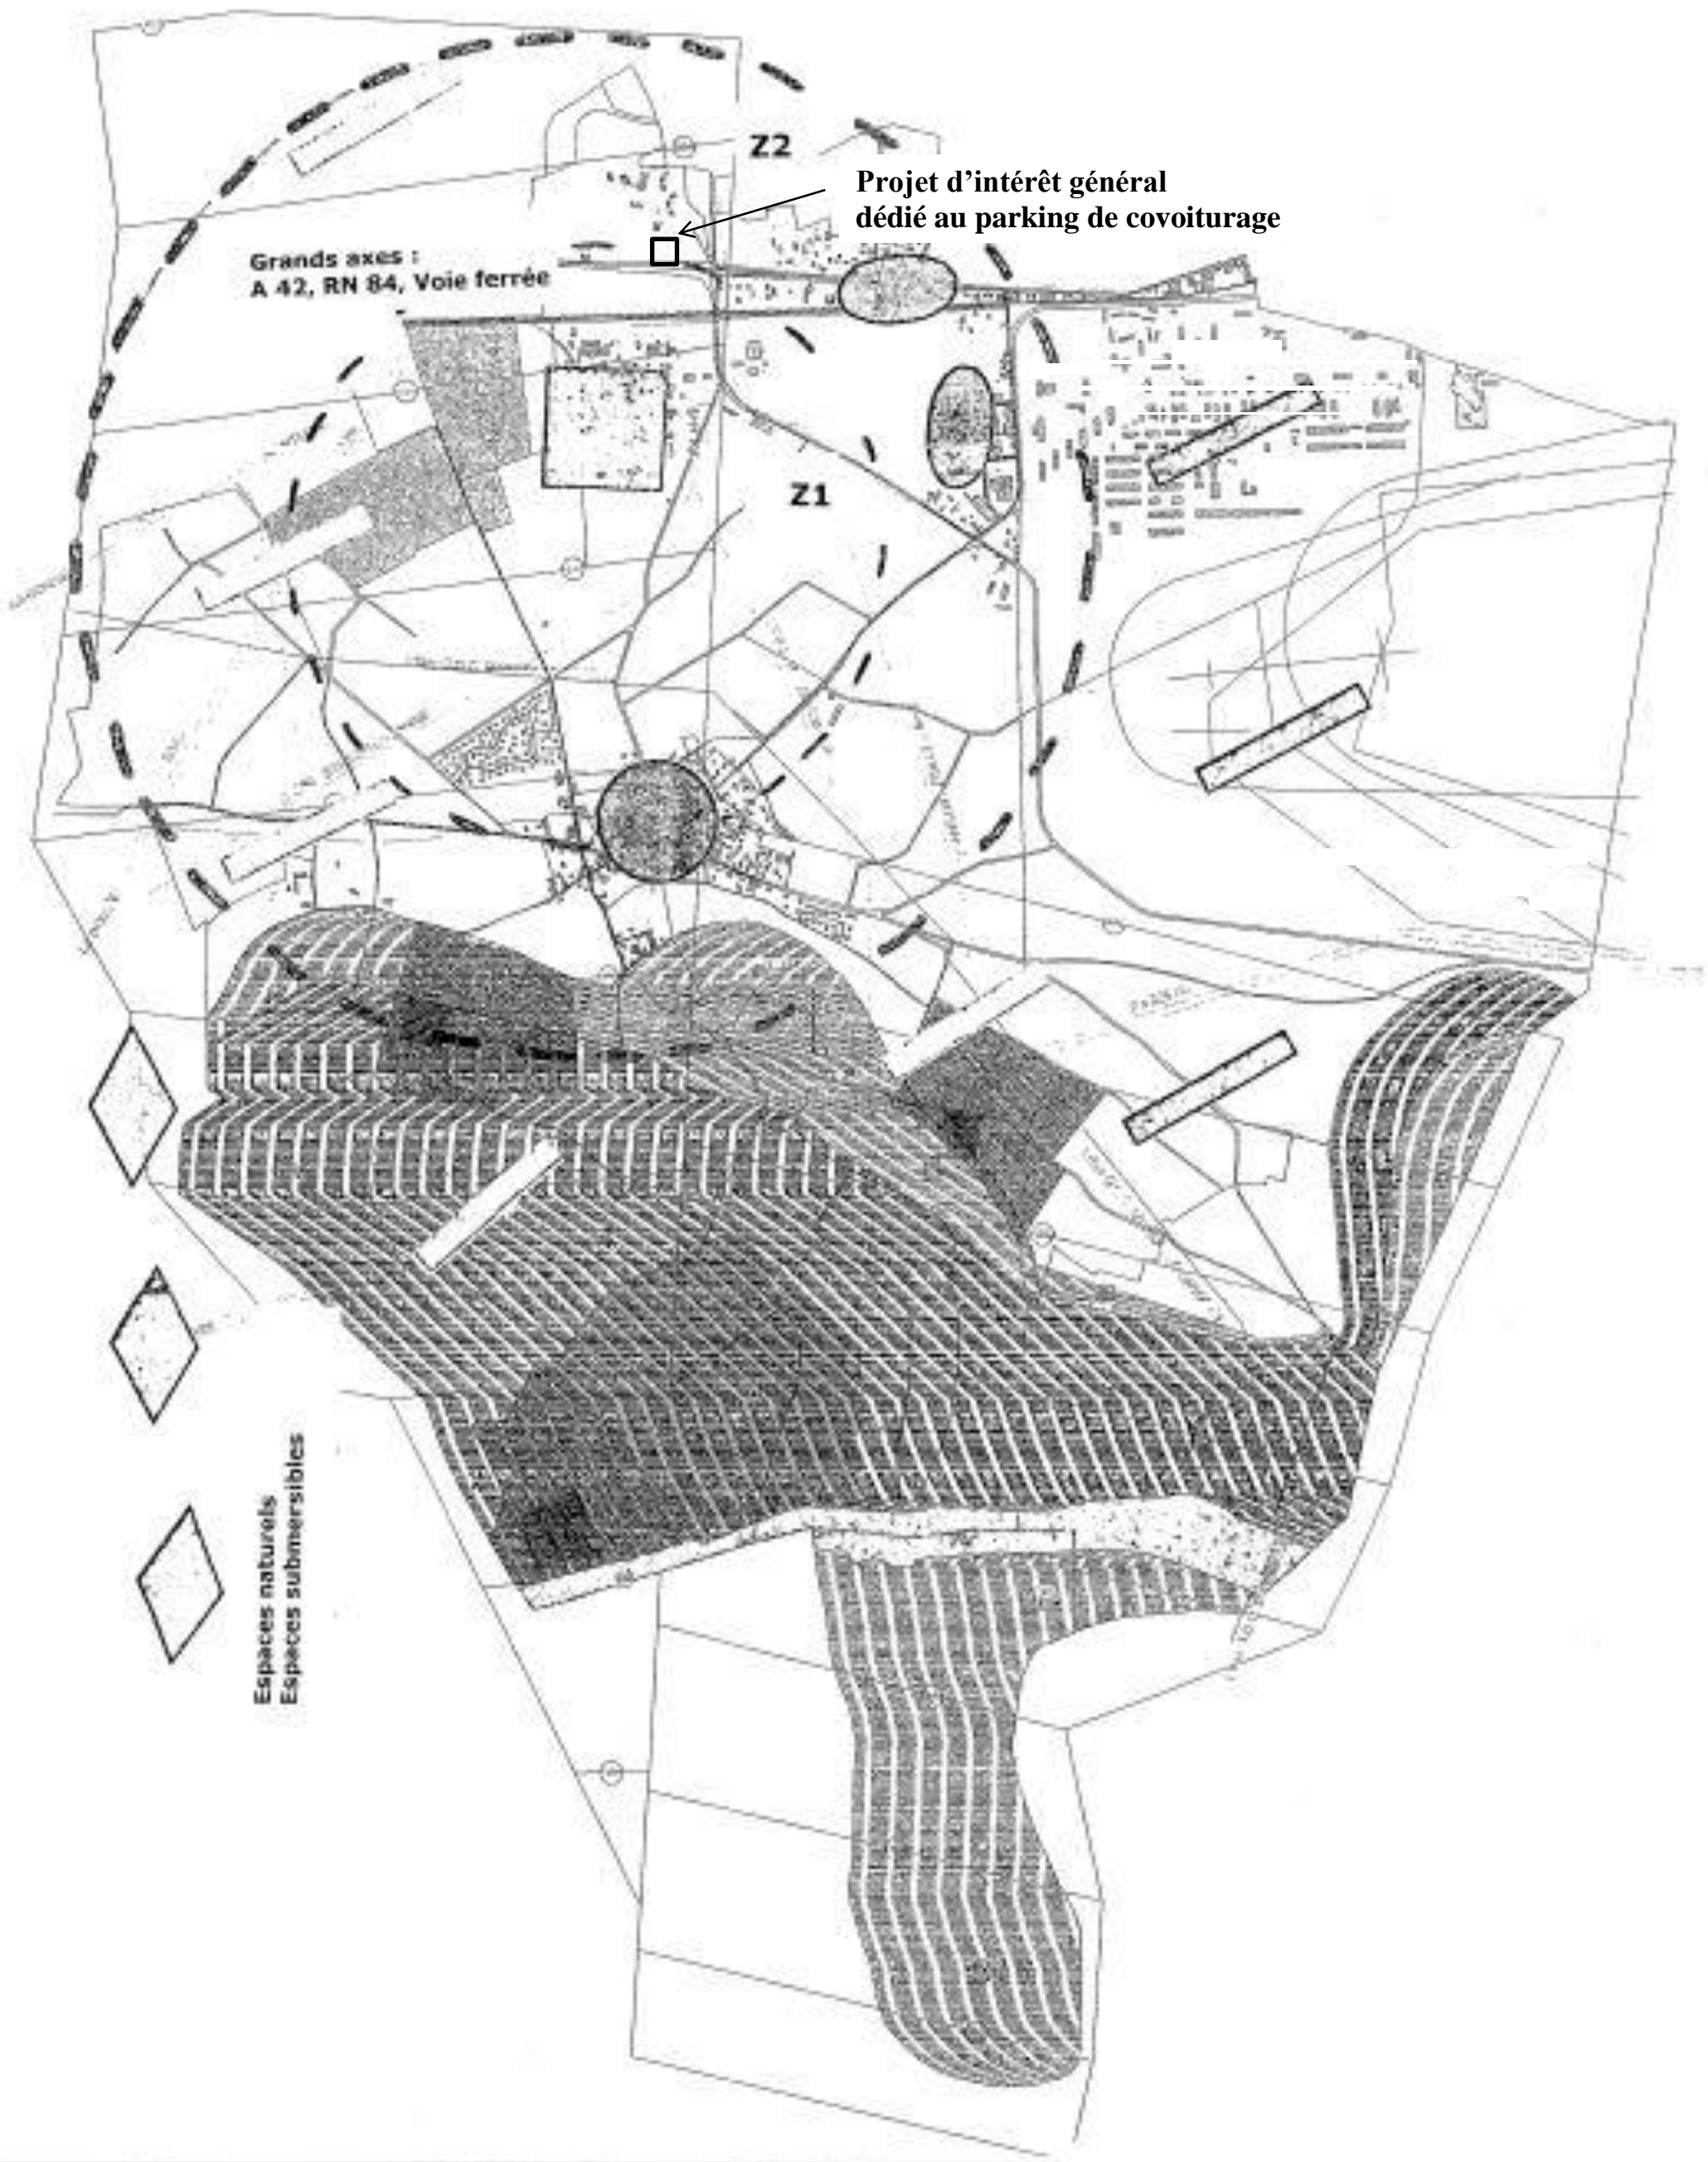 Z2
Projet d’intérêt général
dédié au parking de covoiturage
Grands axes :
A 42, RN 84, Voie ferrée
Z1
Espaces naturels
Espaces submersibles